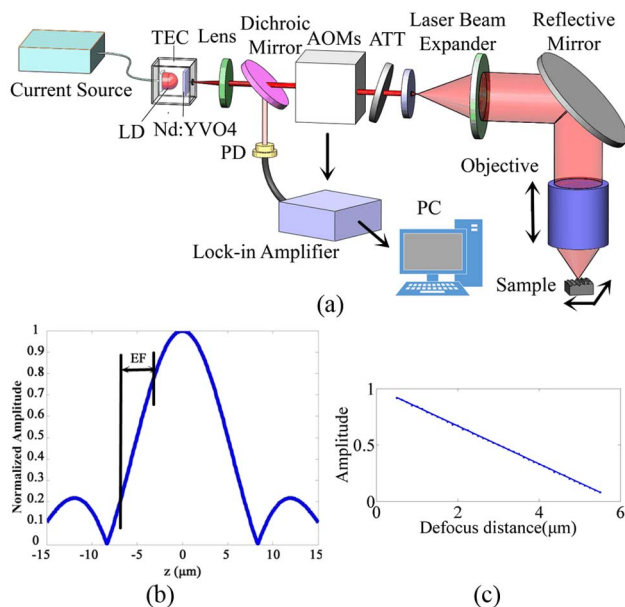 Dichroic
Mirror
Laser Beam
Expander
Reflective
Mirror
TEC
Lens
AOMs
ATT
Current Source
LD
Nd:YVO4
PD
Objective
PC
Lock-in Amplifier
Sample
(a)
Normalized Amplitude
1
0.9
0.8
0.7
0.6
0.5
0.4
0.3
0.2
0.1
0
EF
-15
-10
-5
0
5
10
15
z (μm)
(b)
Amplitude
1
0.5
0
0
2
4
6
Defocus distance(μm)
(c)